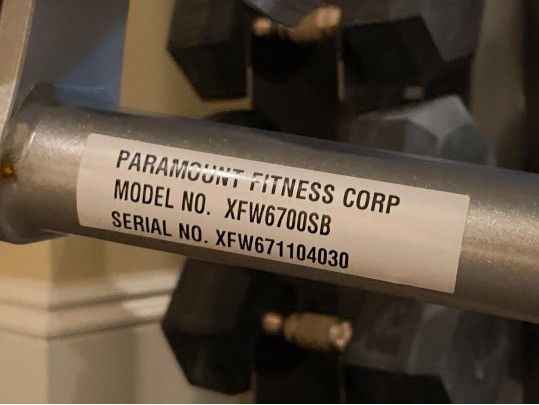 PARAMOUNT FITNESS CORP
MODEL NO. XFW6700SB
SERIAL NO. XFW671104030